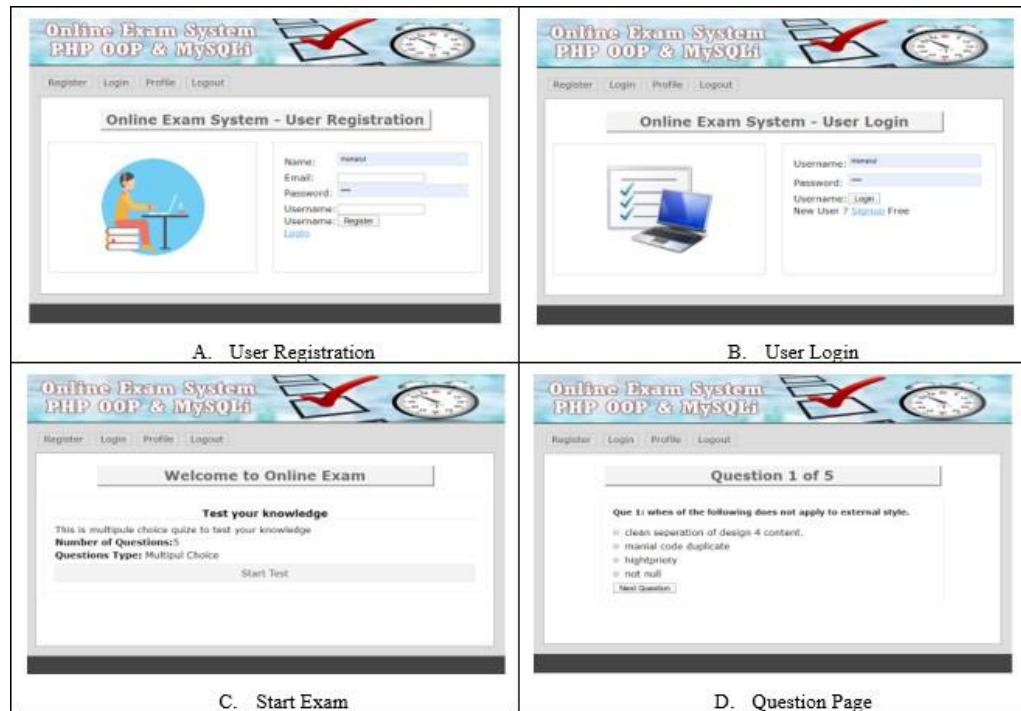 Online Exam System
PHP OOP & MySQLi
Register Login Profile Logout
Online Exam System - User Registration
Name:
Email:
Password:
Username:
Username: Register
Login
A. User Registration
Online Exam System
PHP OOP & MySQLi
Register Login Profile Logout
Online Exam System - User Login
Username:
Password:
Username: Login
New User ? Signup Free
B. User Login
Online Exam System
PHP OOP & MySQLi
Register Login Profile Logout
Welcome to Online Exam
Test your knowledge
This is multipule choice quize to test your knowledge
Number of Questions:5
Questions Type: Multipul Choice
Start Test
C. Start Exam
Online Exam System
PHP OOP & MySQLi
Register Login Profile Logout
Question 1 of 5
Que 1: when of the following does not apply to external style.
clean seperation of design 4 content.
manial code duplicate
hightprioty
not null
Next Question
D. Question Page